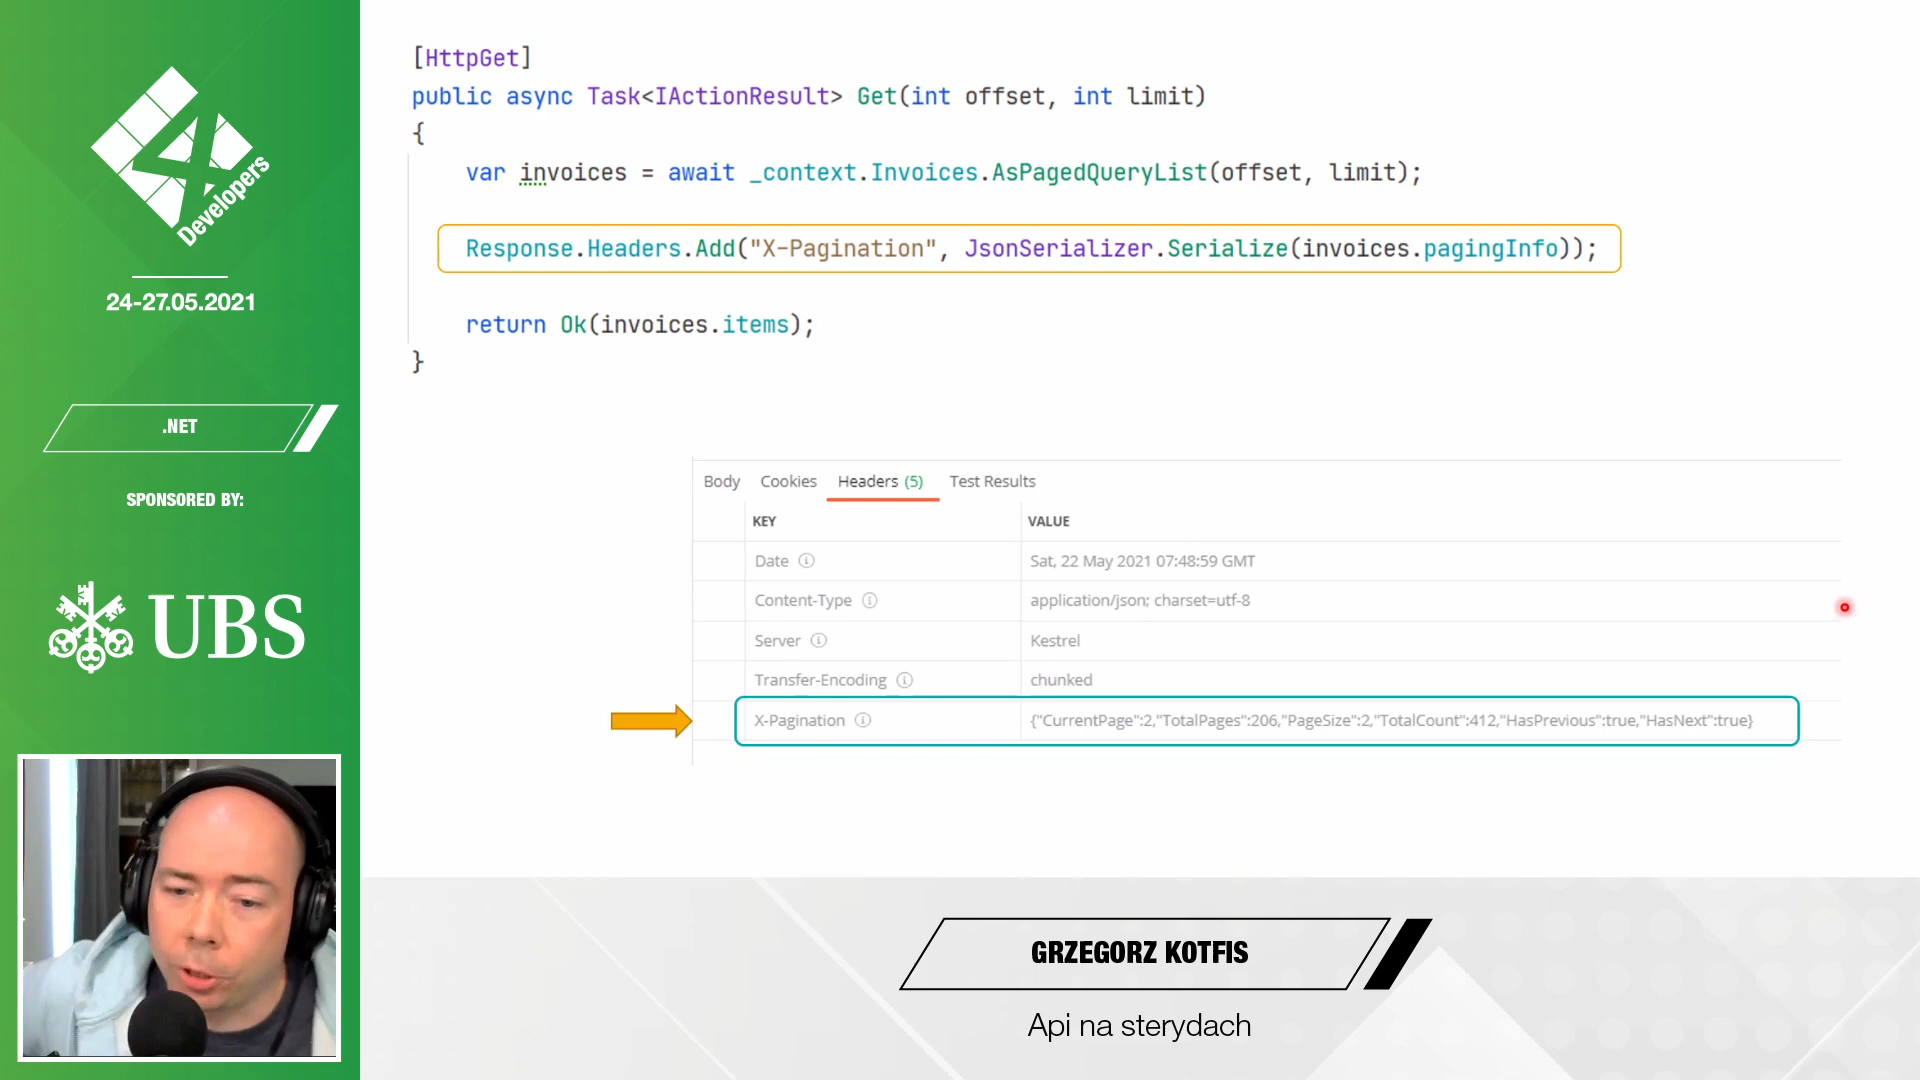 4
Developers
24-27.05.2021
.NET
SPONSORED BY:
UBS
[HttpGet]
public async Task<IActionResult> Get(int offset, int limit)
{
var invoices = await _context.Invoices.AsPagedQueryList(offset, limit);
Response.Headers.Add("X-Pagination", JsonSerializer.Serialize(invoices.pagingInfo));
return Ok(invoices.items);
}
Body Cookies Headers (5) Test Results
KEY VALUE
Date Sat, 22 May 2021 07:48:59 GMT
Content-Type application/json; charset=utf-8
Server Kestrel
Transfer-Encoding chunked
X-Pagination {"CurrentPage":2,"TotalPages":206,"PageSize":2,"TotalCount":412,"HasPrevious":true,"HasNext":true}
GRZEGORZ KOTFIS
Api na sterydach